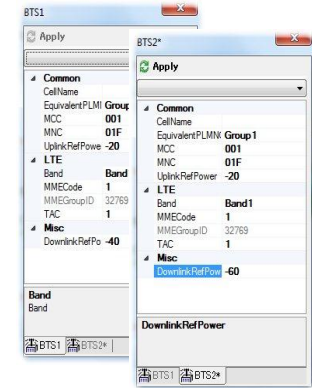 BTS1
Apply
Common
CellName
EquivalentPLMI Group
MCC 001
MNC 01F
UplinkRefPowe -20
LTE
Band Band
MMECode 1
MMEGroupID 32769
TAC 1
Misc
DownlinkRefPo -40
Band
Band
BTS1 BTS2*
BTS2*
Apply
Common
CellName
EquivalentPLMN Group1
MCC 001
MNC 01F
UplinkRefPower -20
LTE
Band Band1
MMECode 1
MMEGroupID 32769
TAC 1
Misc
DownlinkRefPow -60
DownlinkRefPower
BTS1 BTS2*